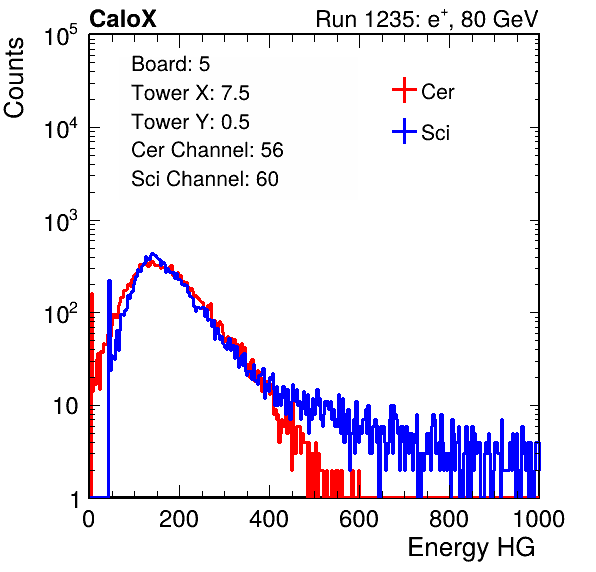 CaloX Run 1235: e⁺, 80 GeV
Counts
Board: 5
Tower X: 7.5
Tower Y: 0.5
Cer Channel: 56
Sci Channel: 60
Cer
Sci
10⁵
10⁴
10³
10²
10
1
0 200 400 600 800 1000
Energy HG